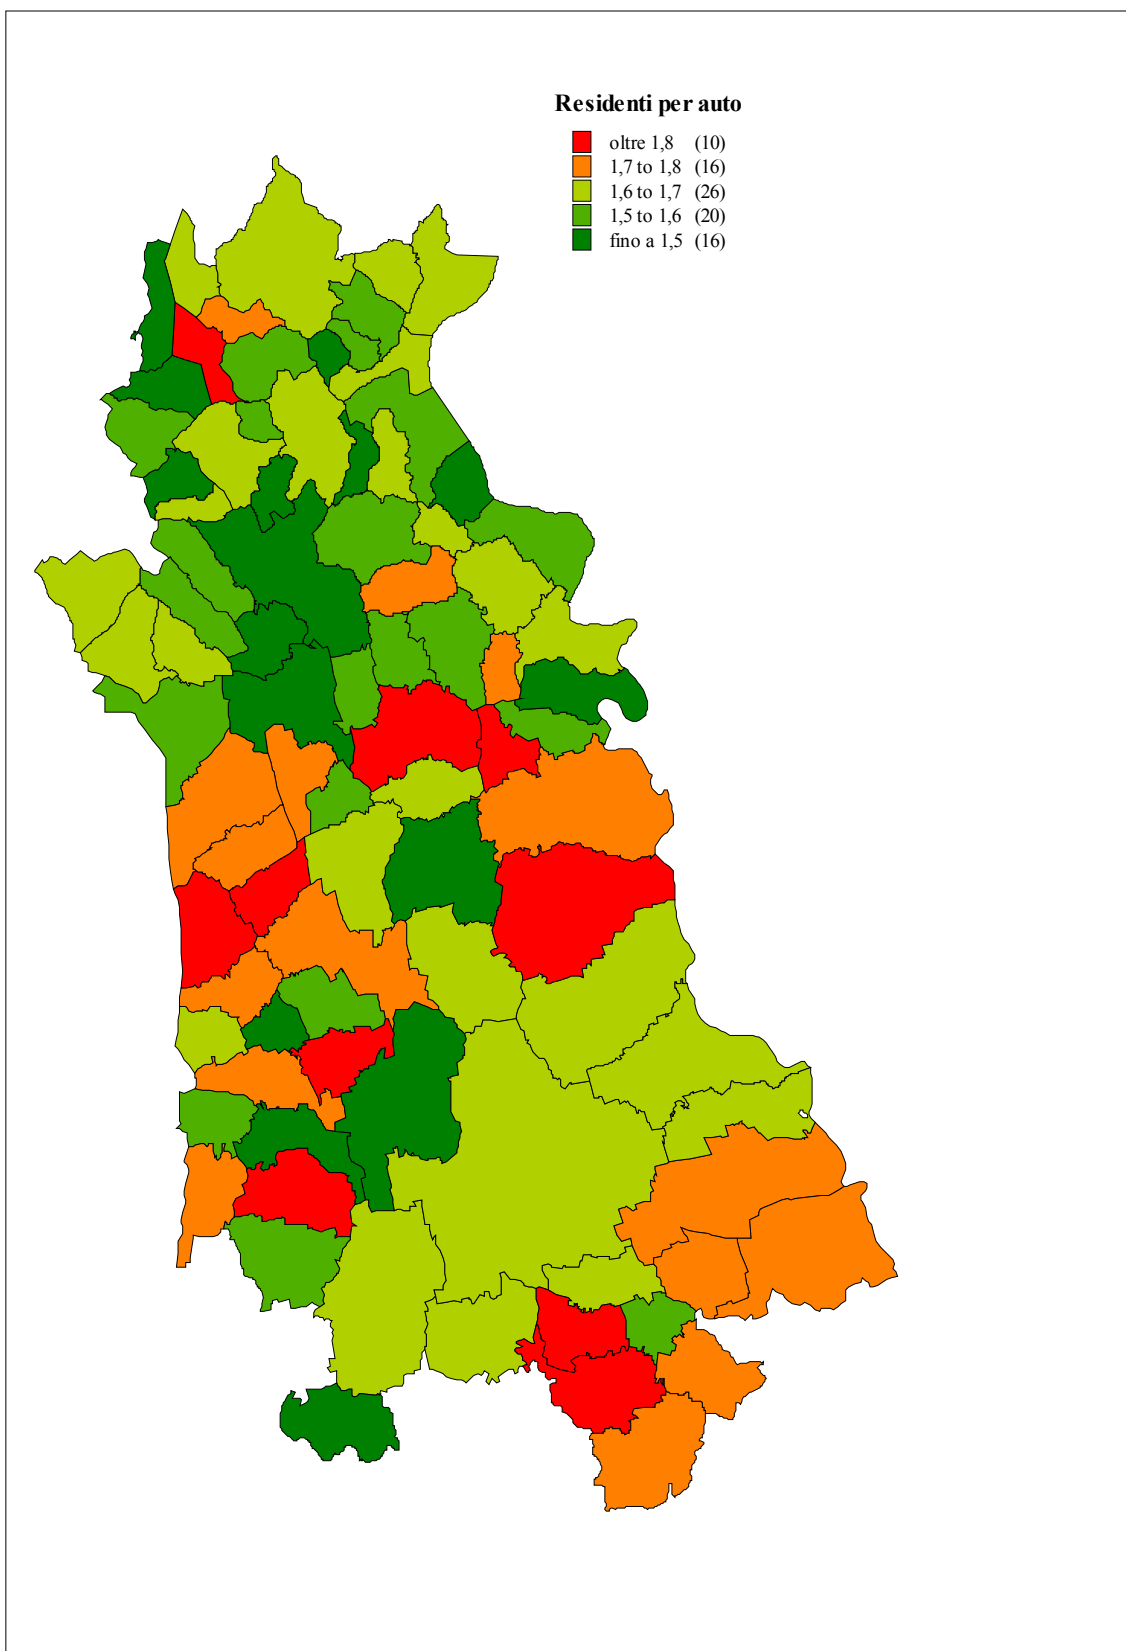 Residenti per auto
oltre 1,8 (10)
1,7 to 1,8 (16)
1,6 to 1,7 (26)
1,5 to 1,6 (20)
fino a 1,5 (16)